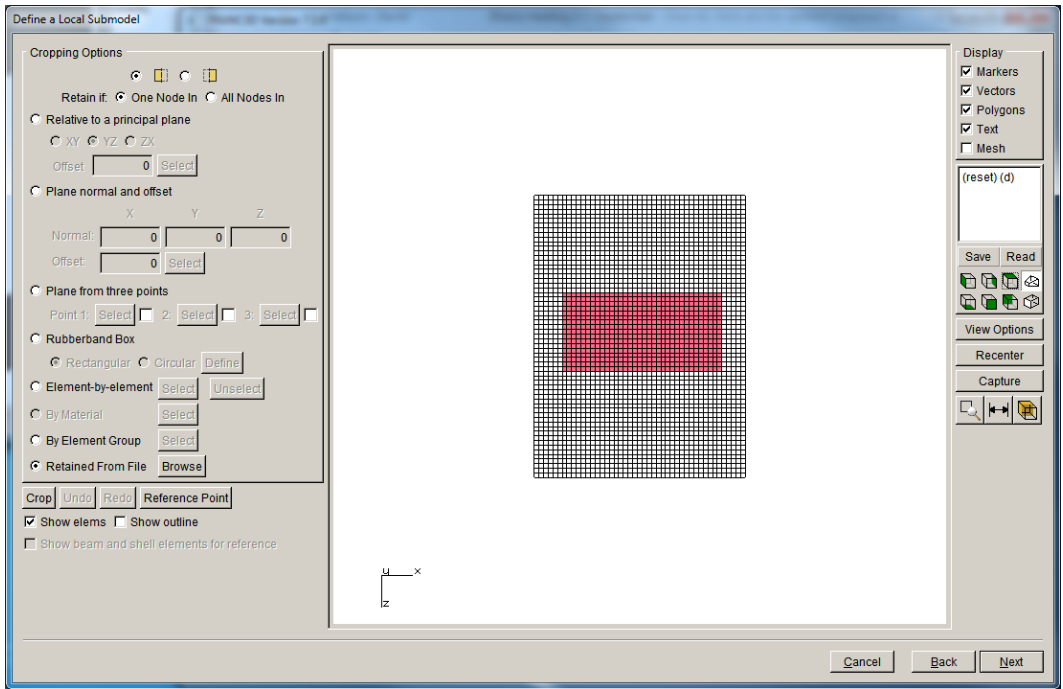 Define a Local Submodel
Cropping Options
Retain if: One Node In All Nodes In
Relative to a principal plane
XY YZ ZX
Offset 0 Select
Plane normal and offset
X Y Z
Normal: 0 0 0
Offset: 0 Select
Plane from three points
Point 1: Select 2: Select 3: Select
Rubberband Box
Rectangular Circular Define
Element-by-element Select Unselect
By Material Select
By Element Group Select
Retained From File Browse
Crop Undo Redo Reference Point
Show elems Show outline
Show beam and shell elements for reference
y x
z
Display
Markers
Vectors
Polygons
Text
Mesh
(reset) (d)
Save Read
View Options
Recenter
Capture
Cancel Back Next